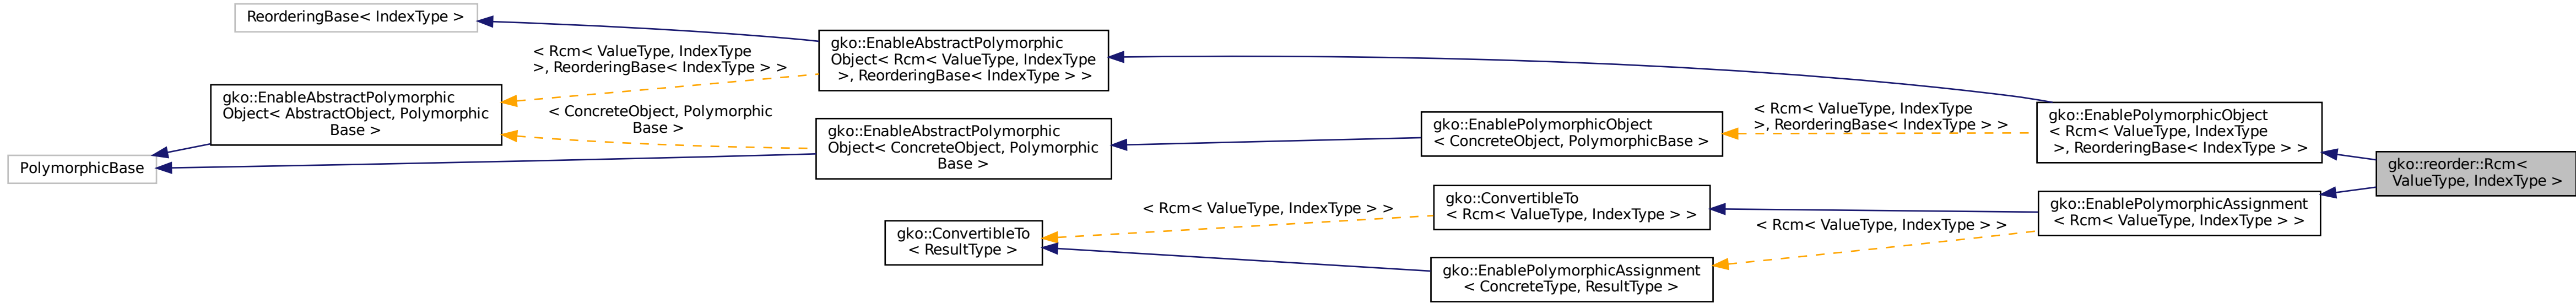 ReorderingBase< IndexType >
< Rcm< ValueType, IndexType
>, ReorderingBase< IndexType > >
gko::EnableAbstractPolymorphic
Object< Rcm< ValueType, IndexType
>, ReorderingBase< IndexType > >
gko::EnableAbstractPolymorphic
Object< AbstractObject, Polymorphic
Base >
< ConcreteObject, Polymorphic
Base >
gko::EnableAbstractPolymorphic
Object< ConcreteObject, Polymorphic
Base >
PolymorphicBase
gko::EnablePolymorphicObject
< ConcreteObject, PolymorphicBase >
< Rcm< ValueType, IndexType
>, ReorderingBase< IndexType > >
gko::EnablePolymorphicObject
< Rcm< ValueType, IndexType
>, ReorderingBase< IndexType > >
gko::reorder::Rcm<
ValueType, IndexType >
gko::ConvertibleTo
< ResultType >
< Rcm< ValueType, IndexType > >
gko::ConvertibleTo
< Rcm< ValueType, IndexType > >
< Rcm< ValueType, IndexType > >
gko::EnablePolymorphicAssignment
< Rcm< ValueType, IndexType > >
gko::EnablePolymorphicAssignment
< ConcreteType, ResultType >